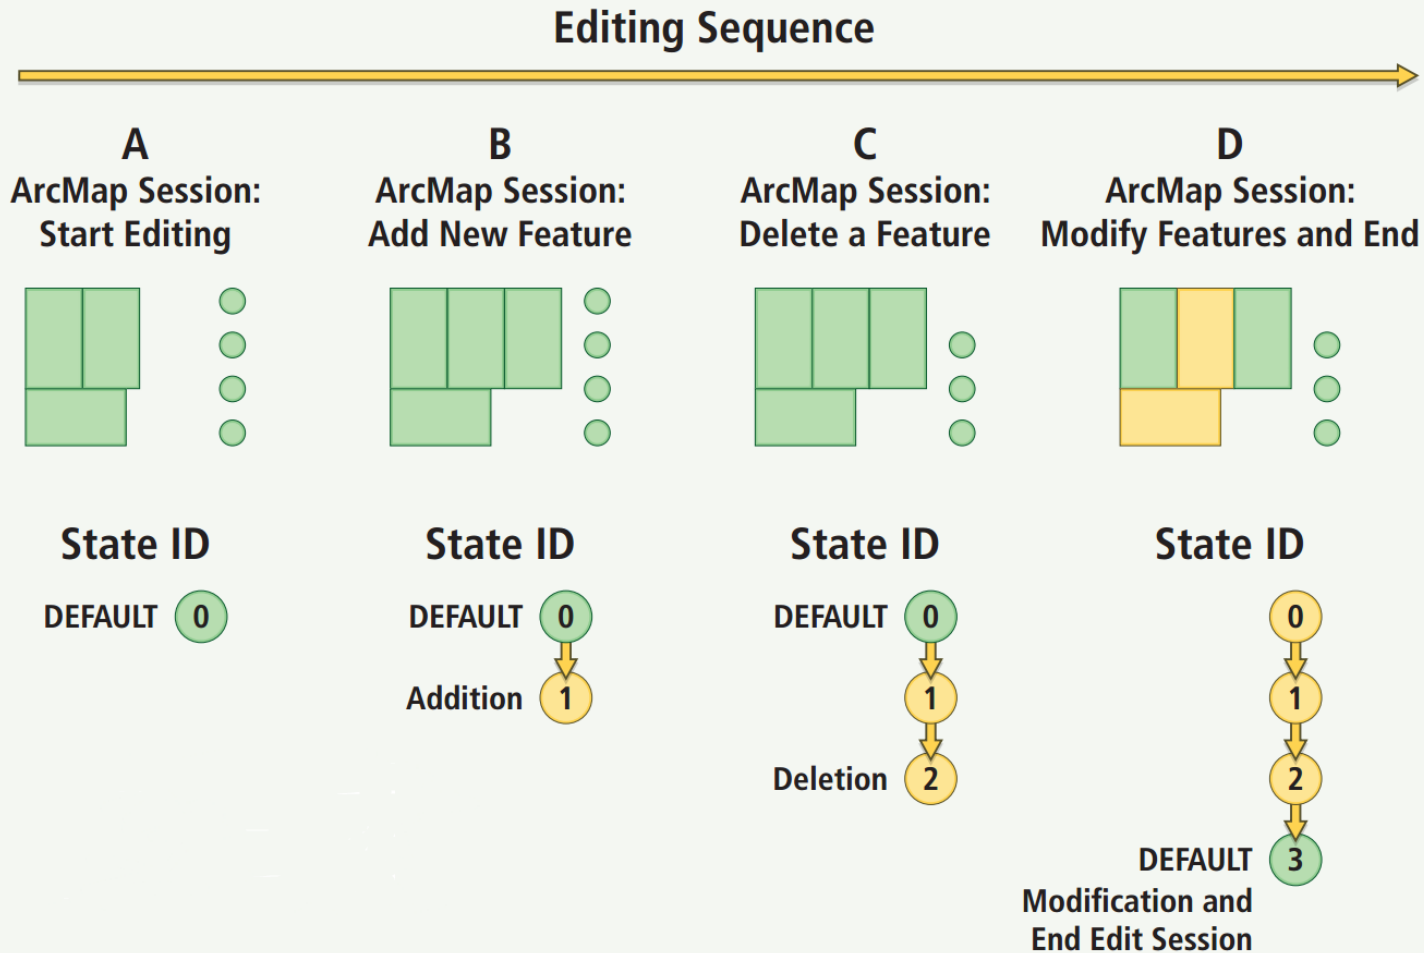 Editing Sequence
A
ArcMap Session:
Start Editing
State ID
DEFAULT 0
B
ArcMap Session:
Add New Feature
State ID
DEFAULT 0
Addition 1
C
ArcMap Session:
Delete a Feature
State ID
DEFAULT 0
1
Deletion 2
D
ArcMap Session:
Modify Features and End
State ID
0
1
2
DEFAULT 3
Modification and
End Edit Session